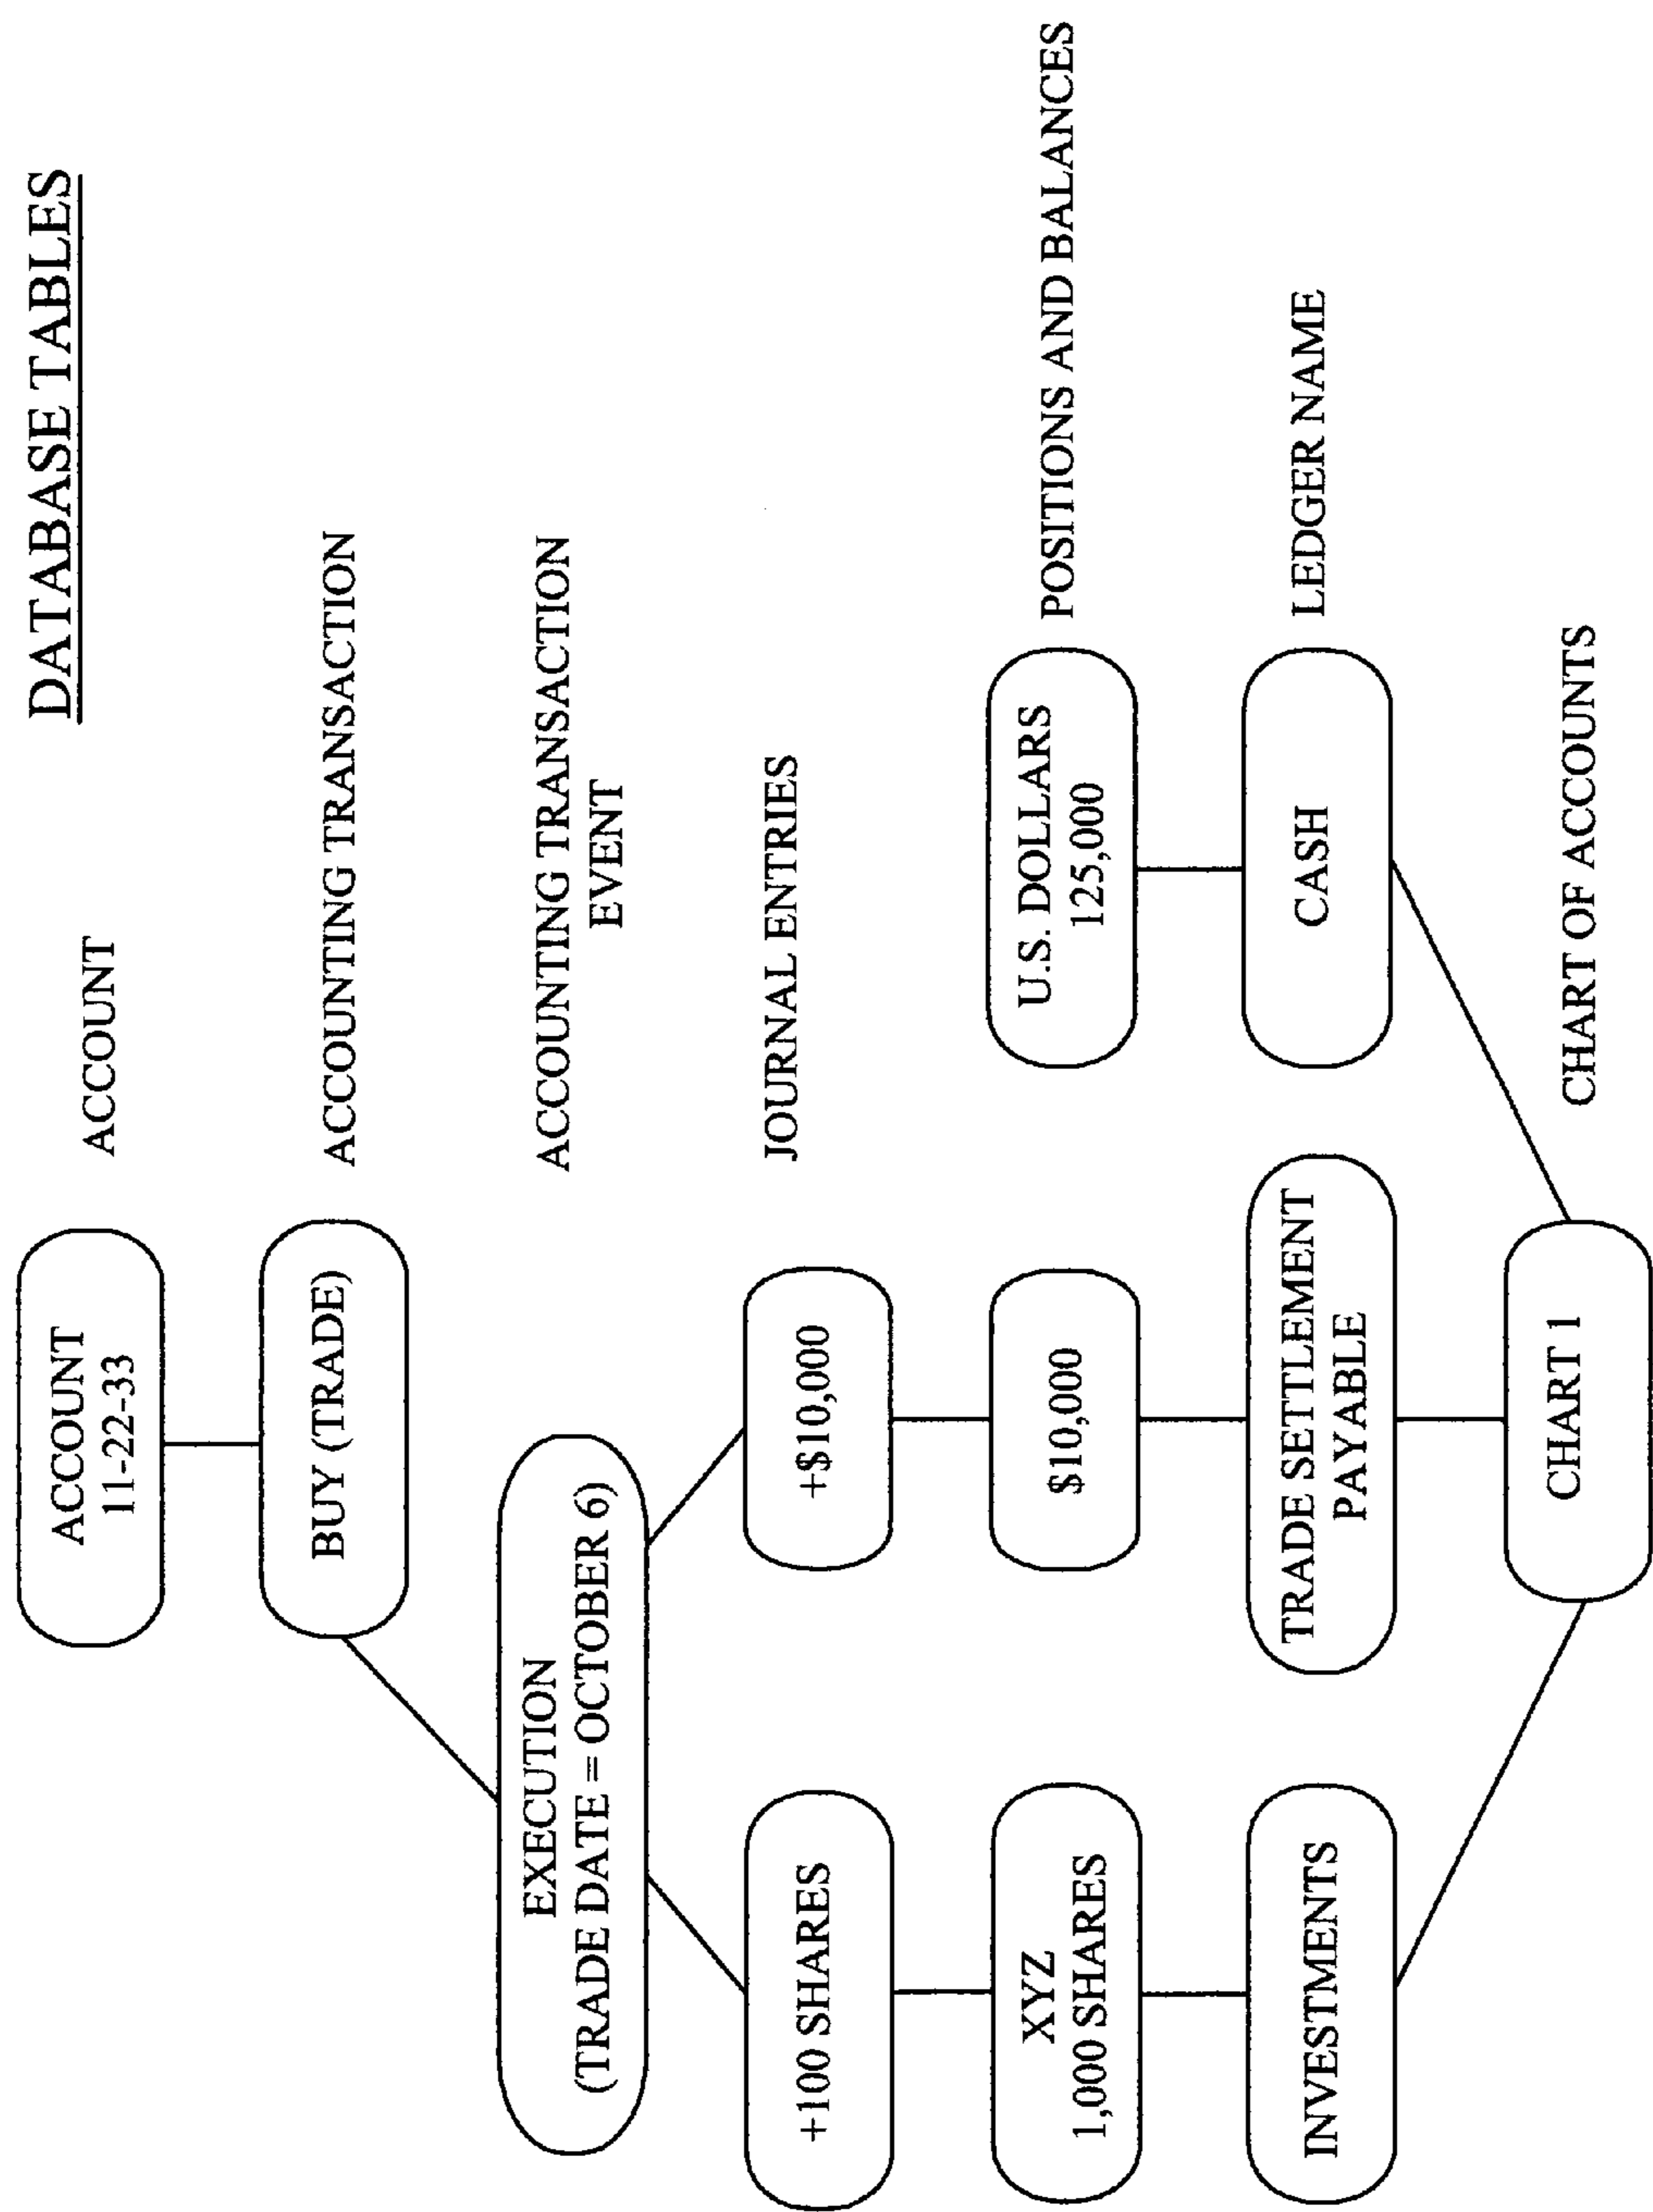 DATABASE TABLES
ACCOUNT
11-22-33
ACCOUNT
BUY (TRADE)
ACCOUNTING TRANSACTION
EXECUTION
(TRADE DATE = OCTOBER 6)
ACCOUNTING TRANSACTION
EVENT
+100 SHARES
+$10,000
JOURNAL ENTRIES
XYZ
1,000 SHARES
$10,000
U.S. DOLLARS
125,000
POSITIONS AND BALANCES
INVESTMENTS
TRADE SETTLEMENT
PAYABLE
CASH
LEDGER NAME
CHART 1
CHART OF ACCOUNTS